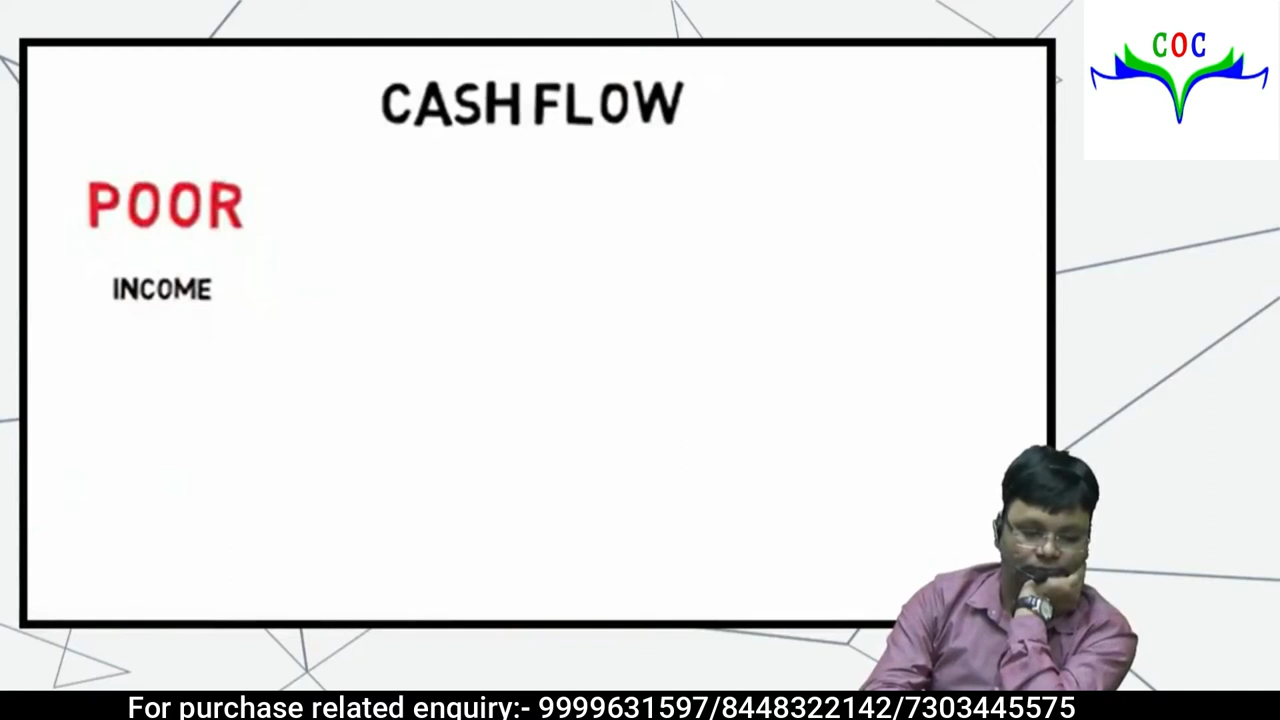 COC
CASH FLOW
POOR
INCOME
For purchase related enquiry:- 9999631597/8448322142/7303445575